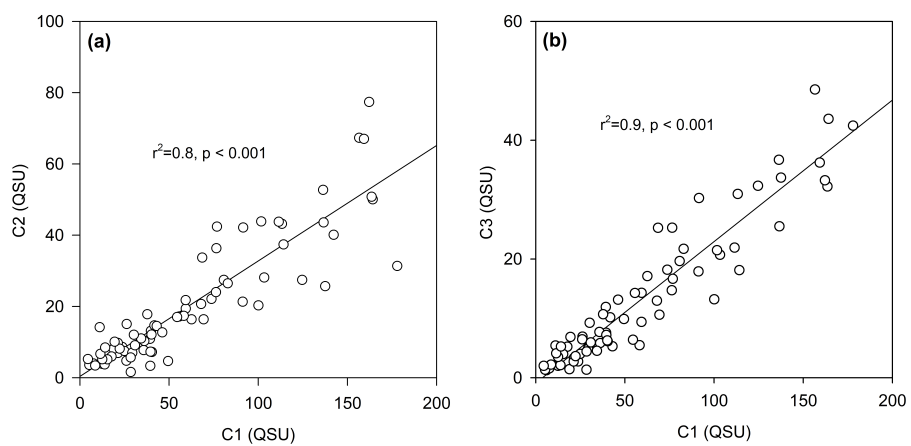 (a)
r²=0.8, p < 0.001
C2 (QSU)
100
80
60
40
20
0
0 50 100 150 200
C1 (QSU)
(b)
r²=0.9, p < 0.001
C3 (QSU)
60
40
20
0
0 50 100 150 200
C1 (QSU)